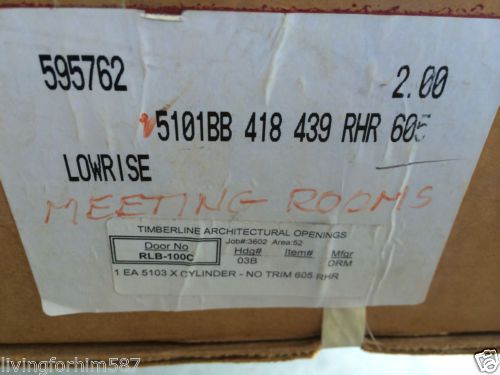 595762 2.00
5101BB 418 439 RHR 605
LOWRISE
MEETING ROOMS
TIMBERLINE ARCHITECTURAL OPENINGS
Job#:3602 Area:52
Door No Hdg# Item# Mfgr
RLB-100C 03B DRM
1 EA 5103 X CYLINDER - NO TRIM 605 RHR
livingforhim587